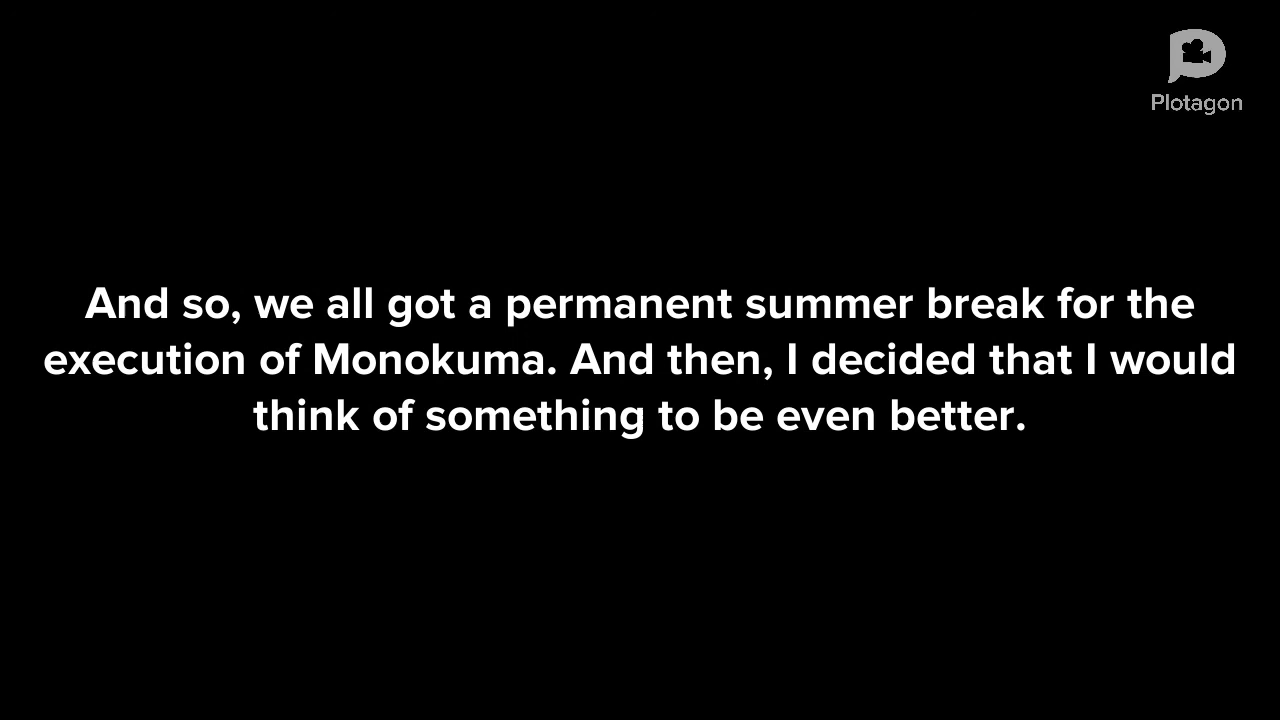 Plotagon
And so, we all got a permanent summer break for the
execution of Monokuma. And then, I decided that I would
think of something to be even better.